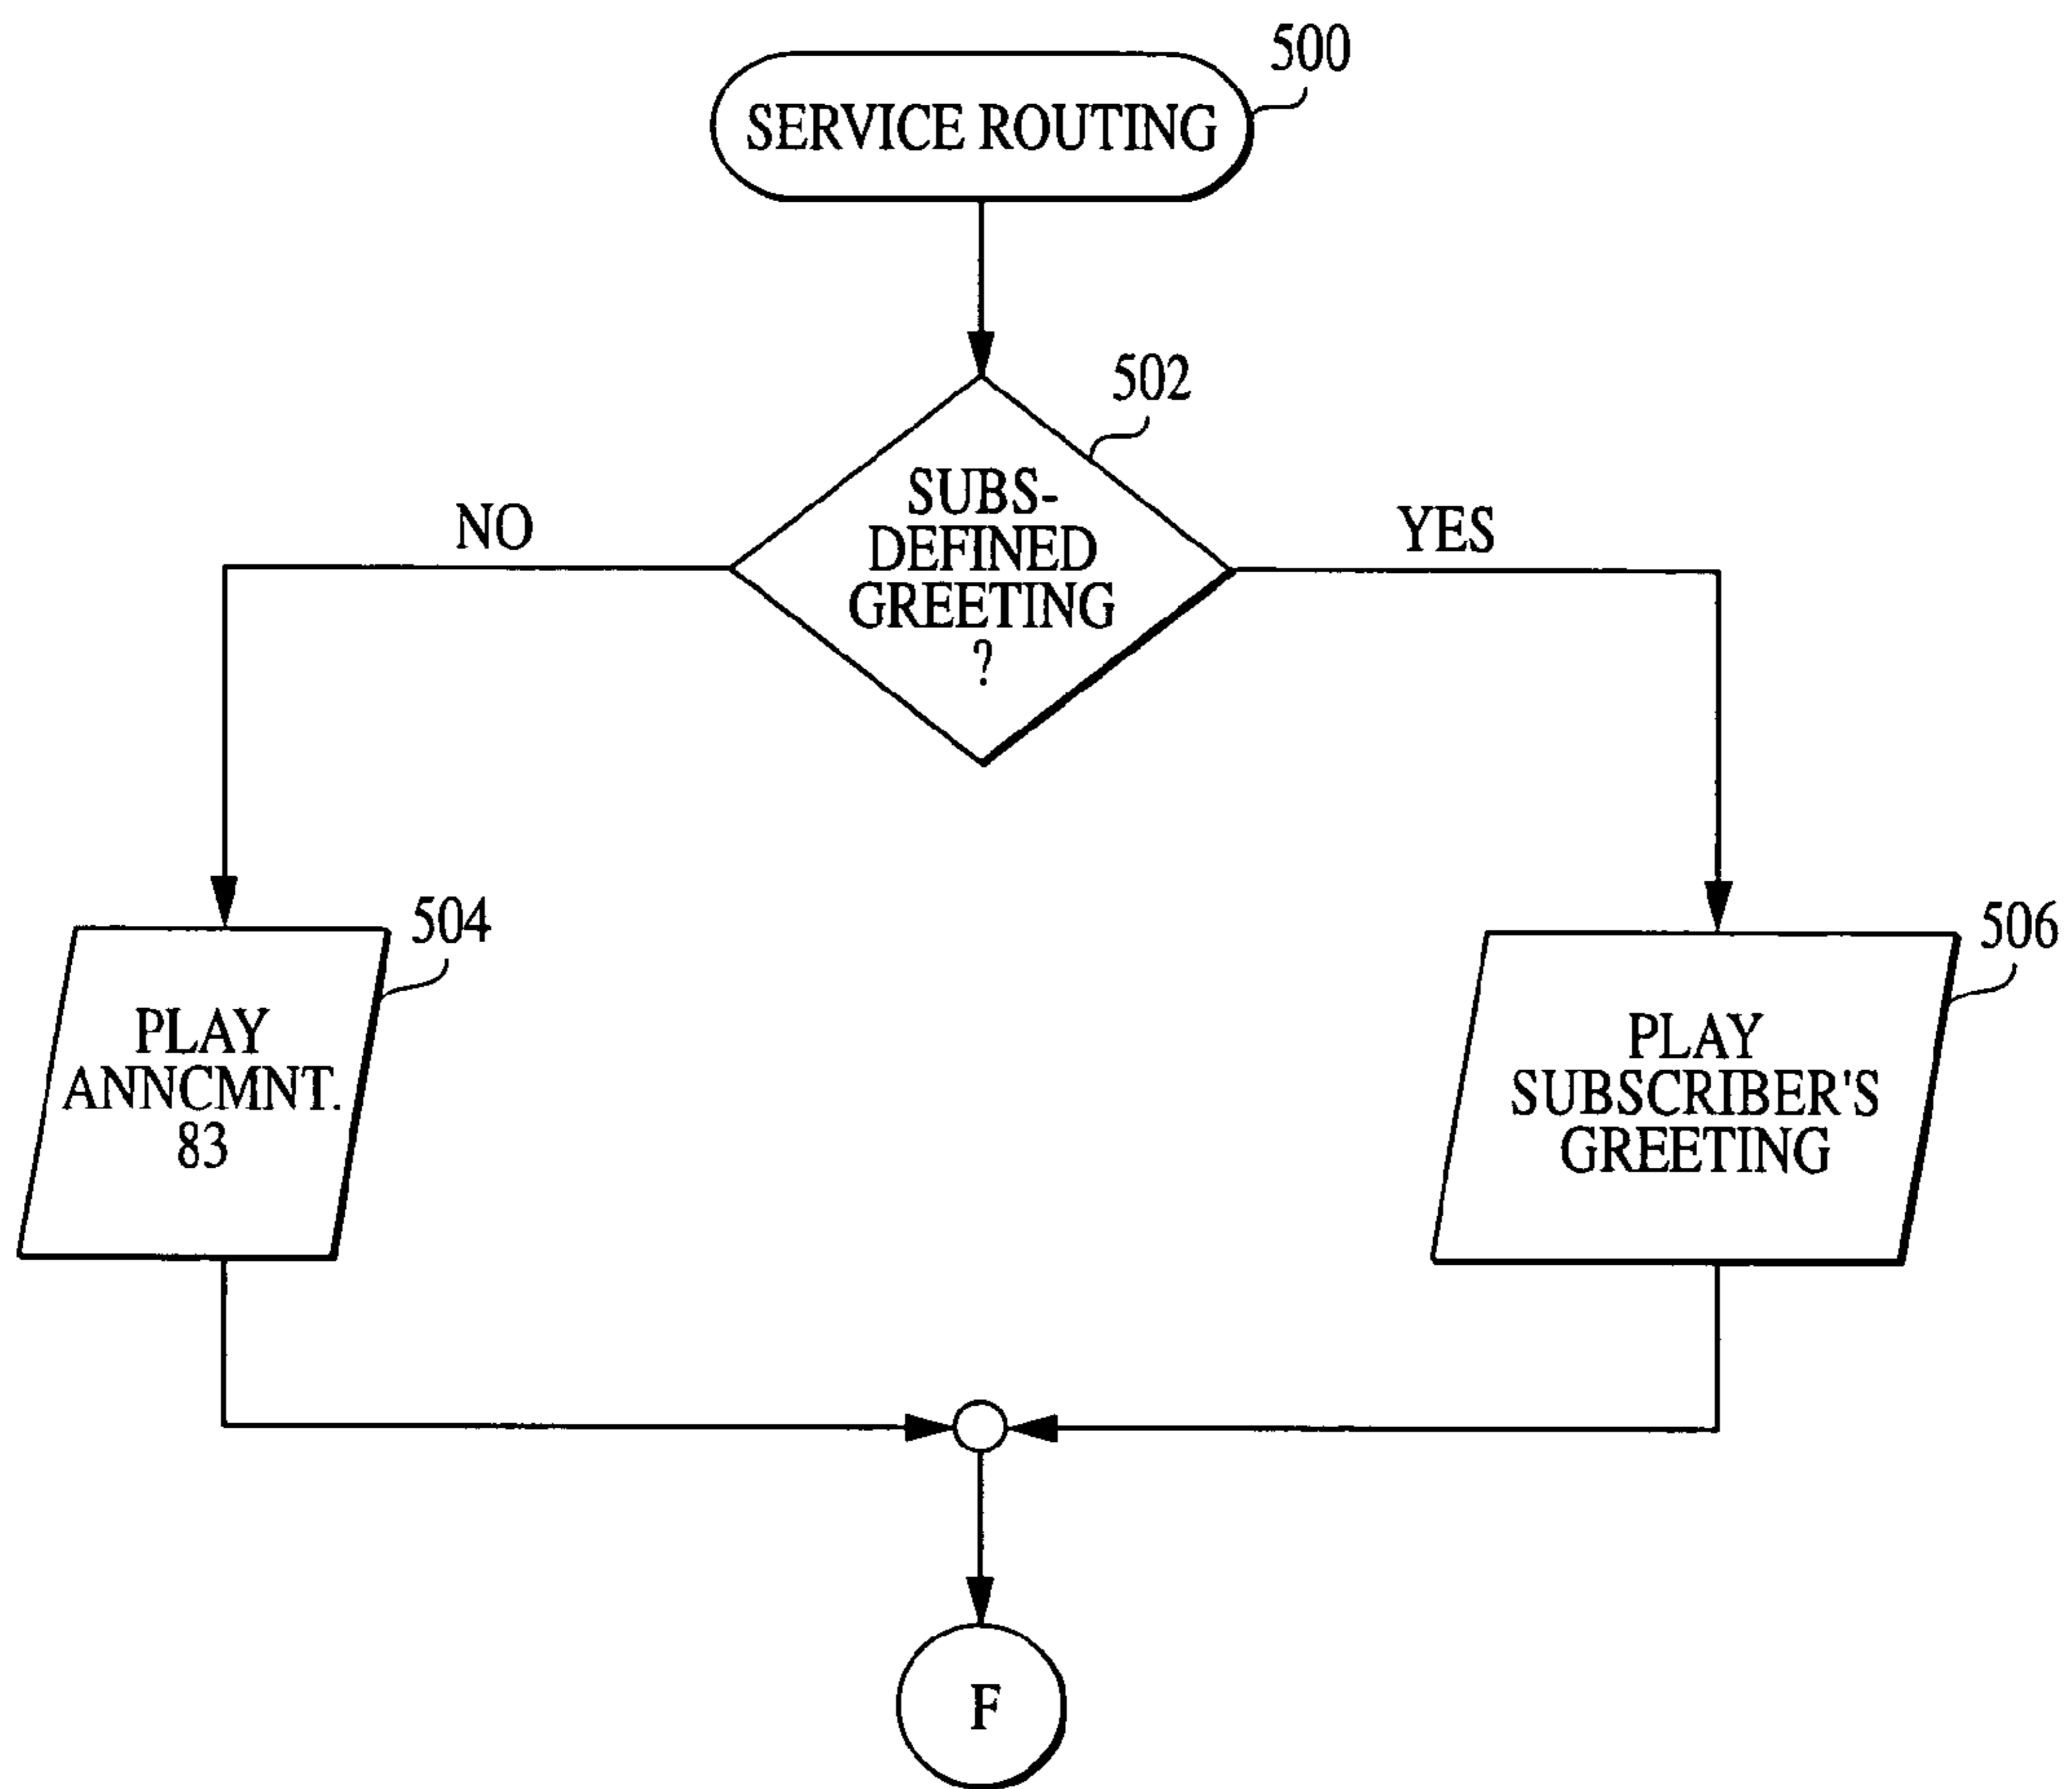 500
SERVICE ROUTING
502
SUBS-
DEFINED
GREETING
?
NO
YES
504
PLAY
ANNCMNT.
83
506
PLAY
SUBSCRIBER'S
GREETING
F